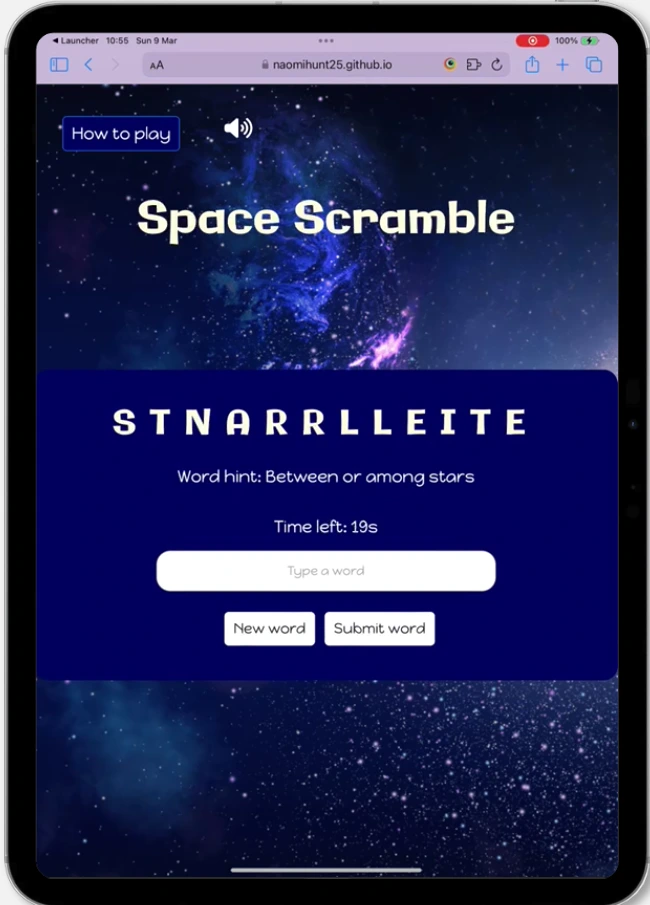 Launcher 10:55 Sun 9 Mar 100%
AA naomihunt25.github.io
How to play
Space Scramble
S T N A R R L L E I T E
Word hint: Between or among stars
Time left: 19s
Type a word
New word Submit word